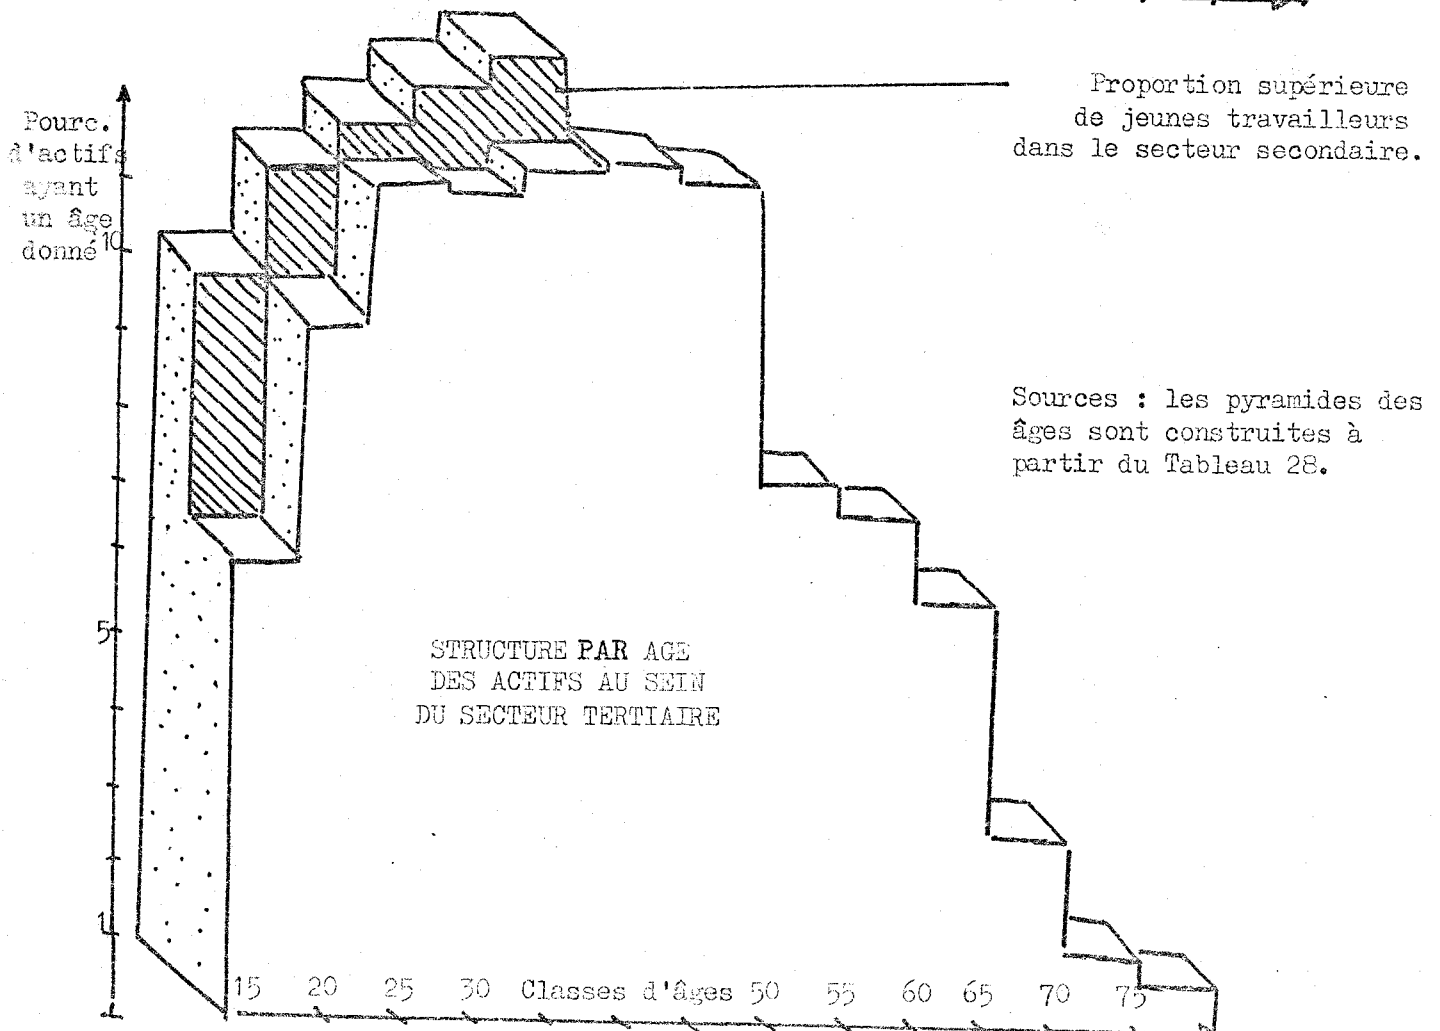 Pourc.
d'actifs
ayant
un âge
donné
10
5
1
Proportion supérieure
de jeunes travailleurs
dans le secteur secondaire.
Sources : les pyramides des
âges sont construites à
partir du Tableau 28.
STRUCTURE PAR AGE
DES ACTIFS AU SEIN
DU SECTEUR TERTIAIRE
15 20 25 30 Classes d'âges 50 55 60 65 70 75